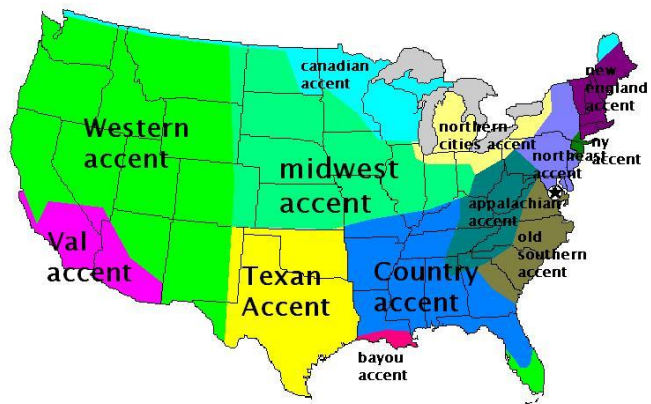 canadian
accent
new
england
accent
Western
accent
northern
cities accent
ny
accent
northeast
accent
midwest
accent
appalachian
accent
old
southern
accent
Val
accent
Texan
Accent
Country
accent
bayou
accent